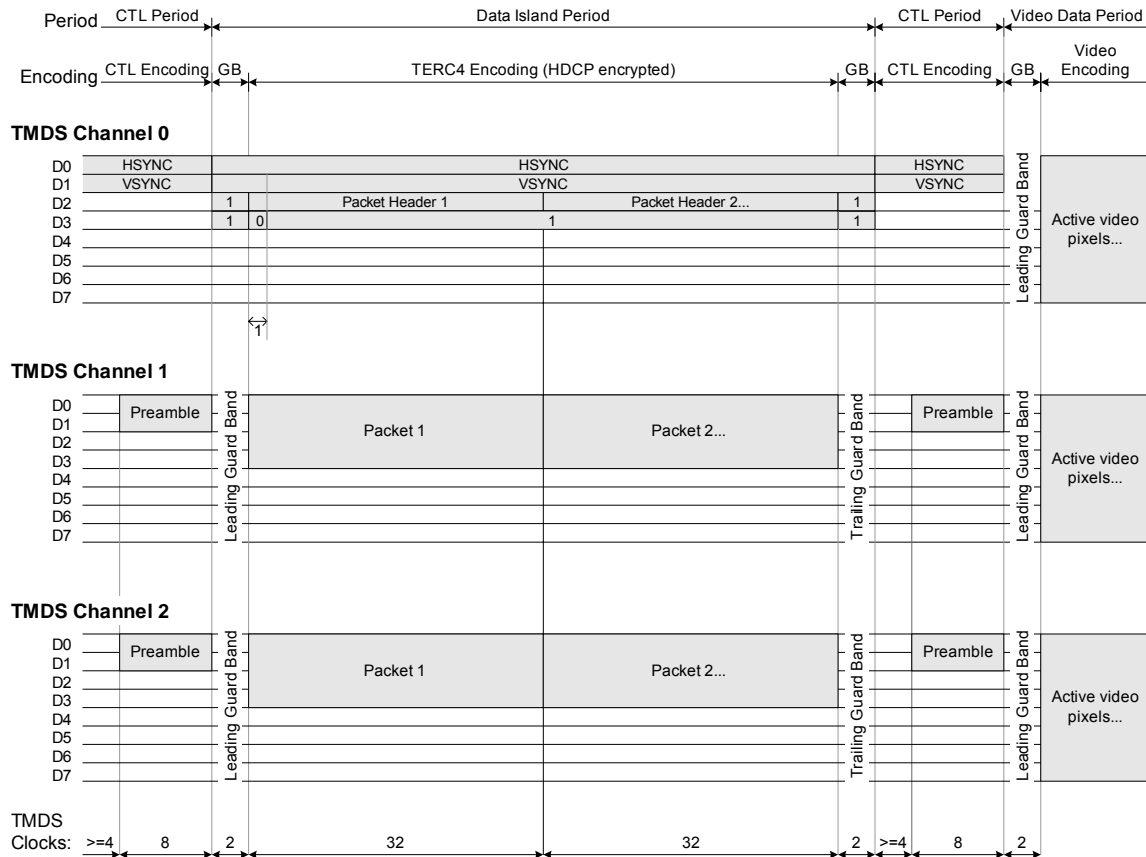 Period CTL Period Data Island Period CTL Period Video Data Period
Encoding CTL Encoding GB TERC4 Encoding (HDCP encrypted) GB CTL Encoding GB Video Encoding
TMDS Channel 0
D0 HSYNC HSYNC HSYNC
D1 VSYNC VSYNC VSYNC
D2 1 Packet Header 1 Packet Header 2... 1
D3 1 0 1 1
D4
D5
D6
D7
Leading Guard Band
Active video
pixels...
1
TMDS Channel 1
D0
D1
D2
D3
D4
D5
D6
D7
Preamble
Leading Guard Band
Packet 1
Packet 2...
Trailing Guard Band
Preamble
Leading Guard Band
Active video
pixels...
TMDS Channel 2
D0
D1
D2
D3
D4
D5
D6
D7
Preamble
Leading Guard Band
Packet 1
Packet 2...
Trailing Guard Band
Preamble
Leading Guard Band
Active video
pixels...
TMDS
Clocks: >=4 8 2 32 32 2 >=4 8 2